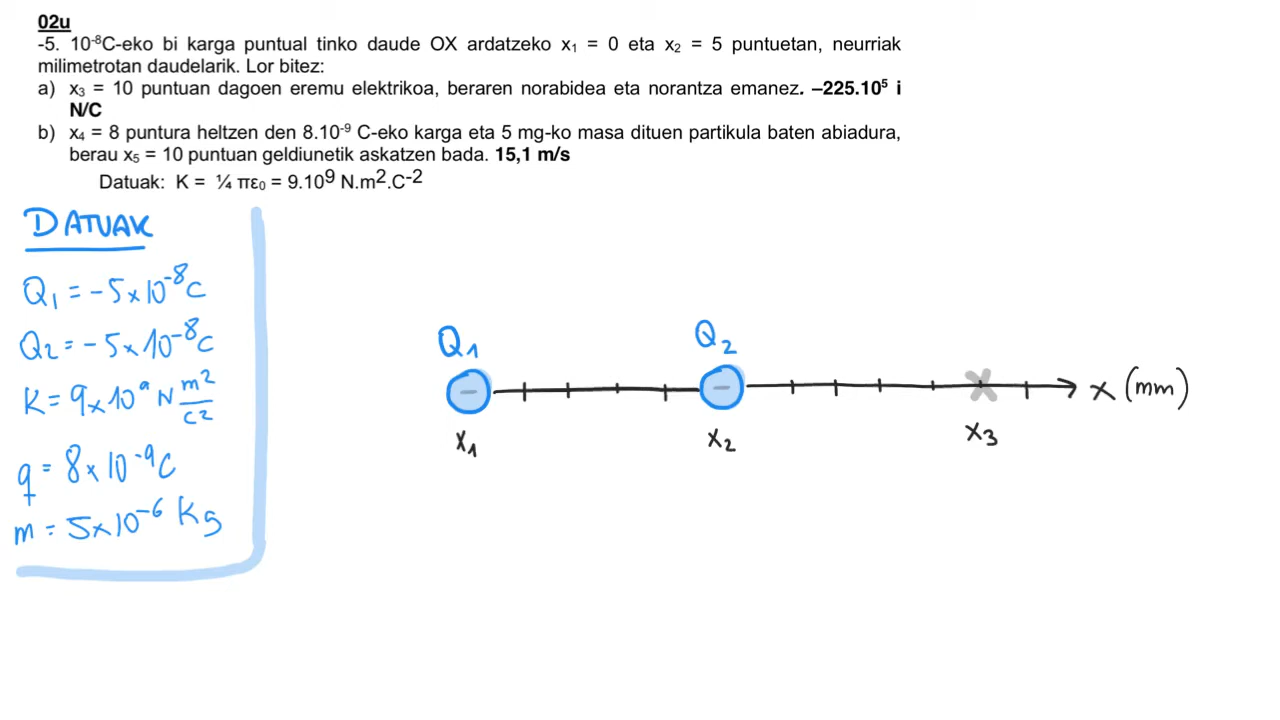 02u
-5. 10⁻⁸C-eko bi karga puntual tinko daude OX ardatzeko x₁ = 0 eta x₂ = 5 puntuetan, neurriak
milimetrotan daudelarik. Lor bitez:
a) x₃ = 10 puntuan dagoen eremu elektrikoa, beraren norabidea eta norantza emanez. –225.10⁵ i
N/C
b) x₄ = 8 puntura heltzen den 8.10⁻⁹ C-eko karga eta 5 mg-ko masa dituen partikula baten abiadura,
berau x₅ = 10 puntuan geldiunetik askatzen bada. 15,1 m/s
Datuak: K = ¼ πε₀ = 9.10⁹ N.m².C⁻²
DATUAK
Q₁ = -5×10⁻⁸C
Q₂ = -5×10⁻⁸C
K = 9×10⁹ N m²/C²
q = 8×10⁻⁹C
m = 5×10⁻⁶ Kg
Q₁ Q₂
- - x (mm)
x₁ x₂ x₃